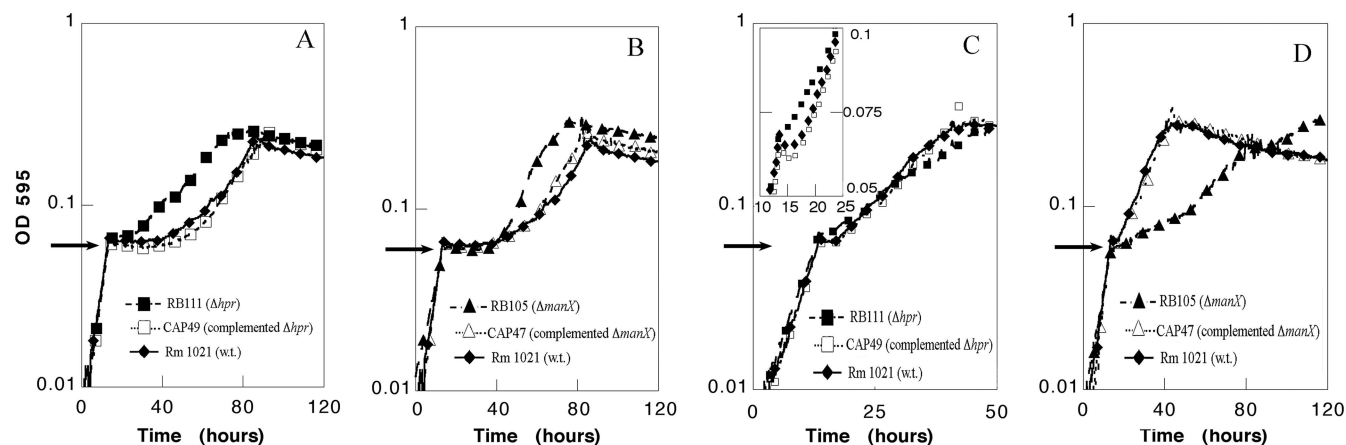 A
1
0.1
0.01
OD 595
RB111 (Δhpr)
CAP49 (complemented Δhpr)
Rm 1021 (w.t.)
0 40 80 120
Time (hours)
B
1
0.1
0.01
RB105 (ΔmanX)
CAP47 (complemented ΔmanX)
Rm 1021 (w.t.)
0 40 80 120
Time (hours)
C
1
0.1
0.01
0.1
0.075
0.05
10 13 15 18 20 23
RB111 (Δhpr)
CAP49 (complemented Δhpr)
Rm 1021 (w.t.)
0 25 50
Time (hours)
D
1
0.1
0.01
RB105 (ΔmanX)
CAP47 (complemented ΔmanX)
Rm 1021 (w.t.)
0 40 80 120
Time (hours)